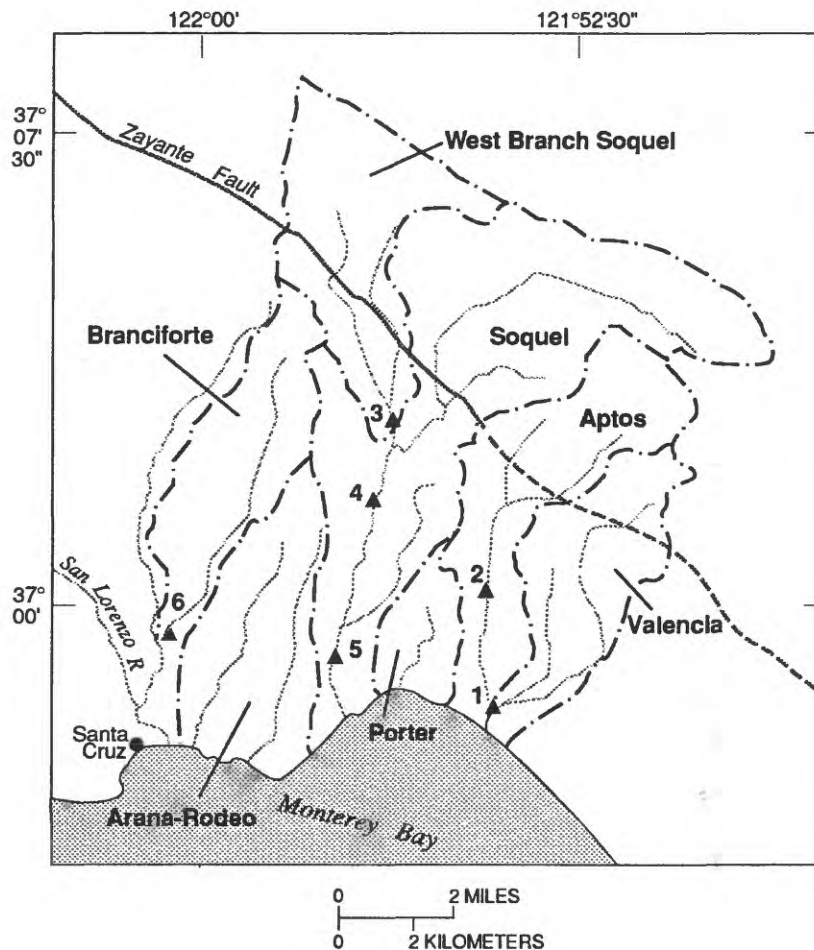 122°00'
121°52'30"
37°
07'
30"
Zayante
Fault
West Branch Soquel
Branciforte
Soquel
Aptos
3
4
2
6
5
1
37°
00'
San Lorenzo R
Valencia
Santa
Cruz
Porter
Arana-Rodeo
Monterey Bay
0 2 MILES
0 2 KILOMETERS